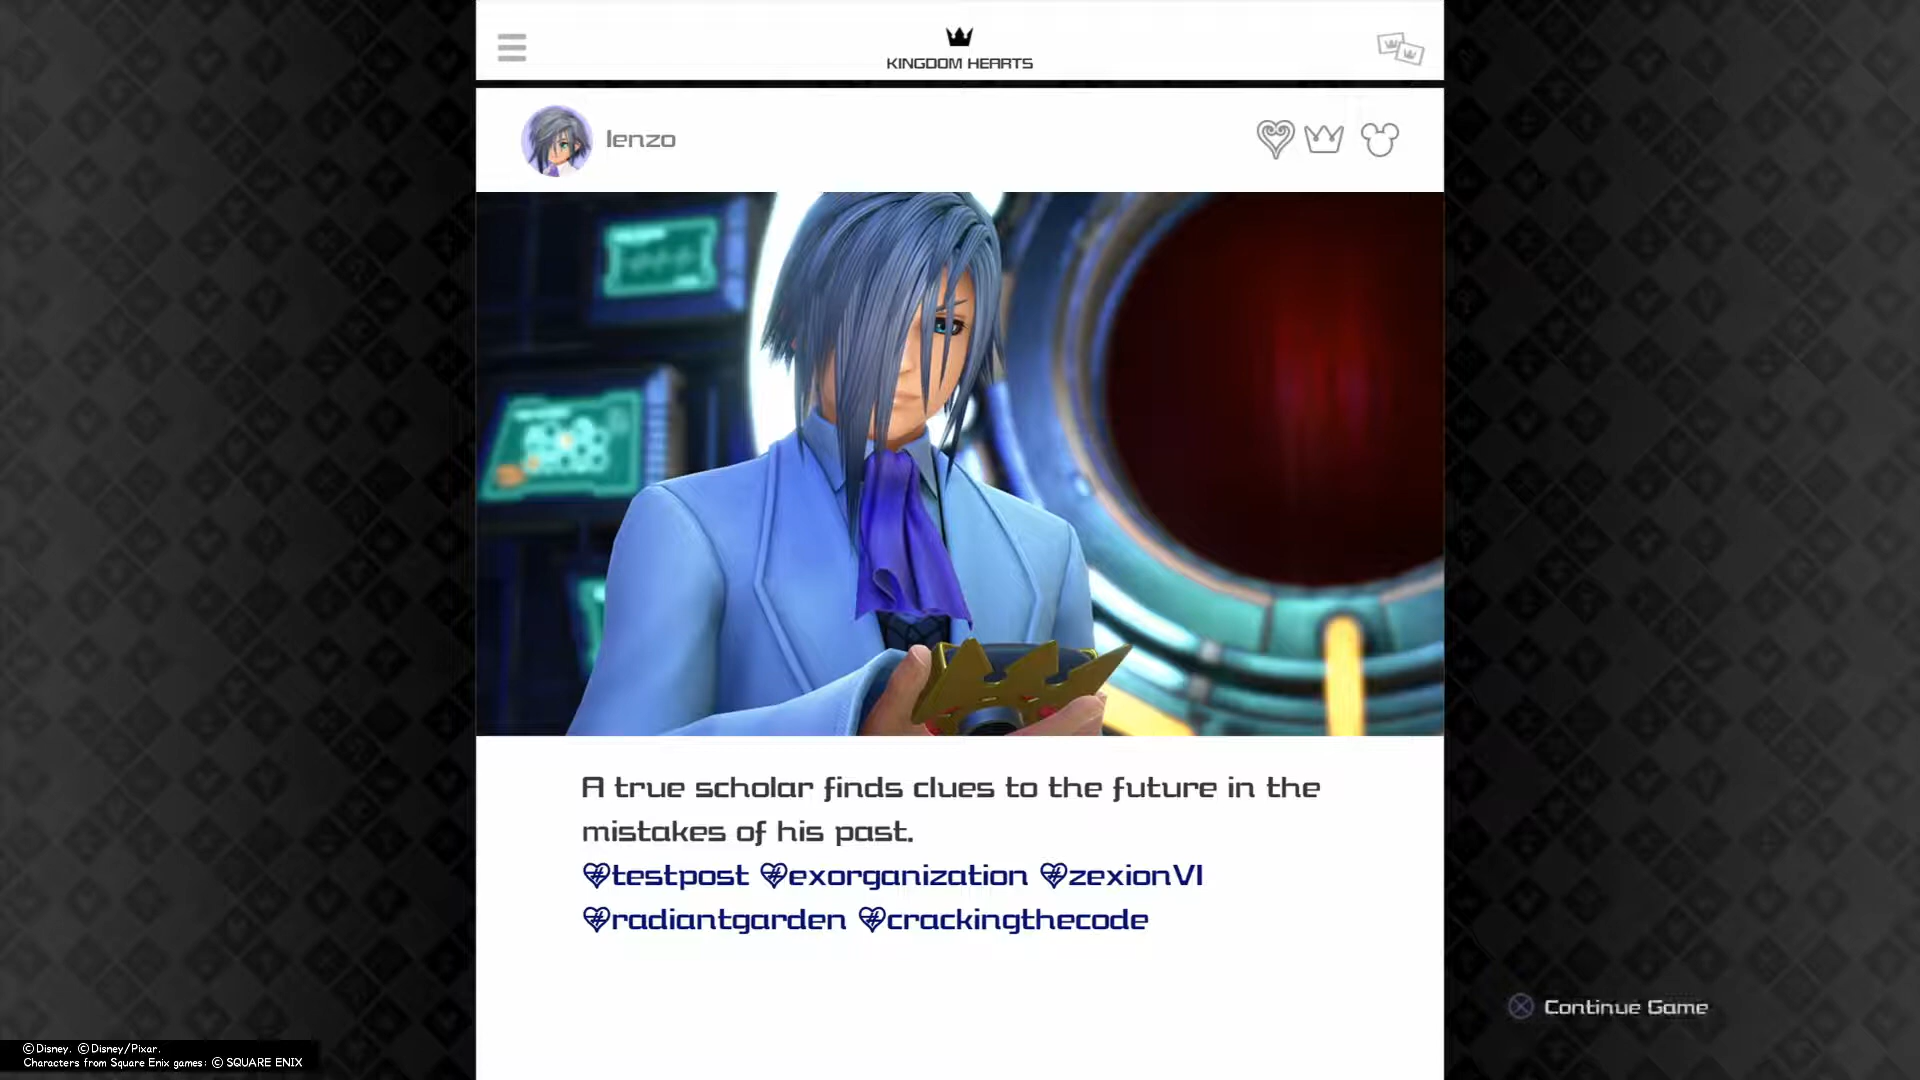 KINGDOM HEARTS
Ienzo
A true scholar finds clues to the future in the
mistakes of his past.
#testpost #exorganization #zexionVI
#radiantgarden #crackingthecode
Continue Game
©Disney. ©Disney/Pixar.
Characters from Square Enix games: © SQUARE ENIX